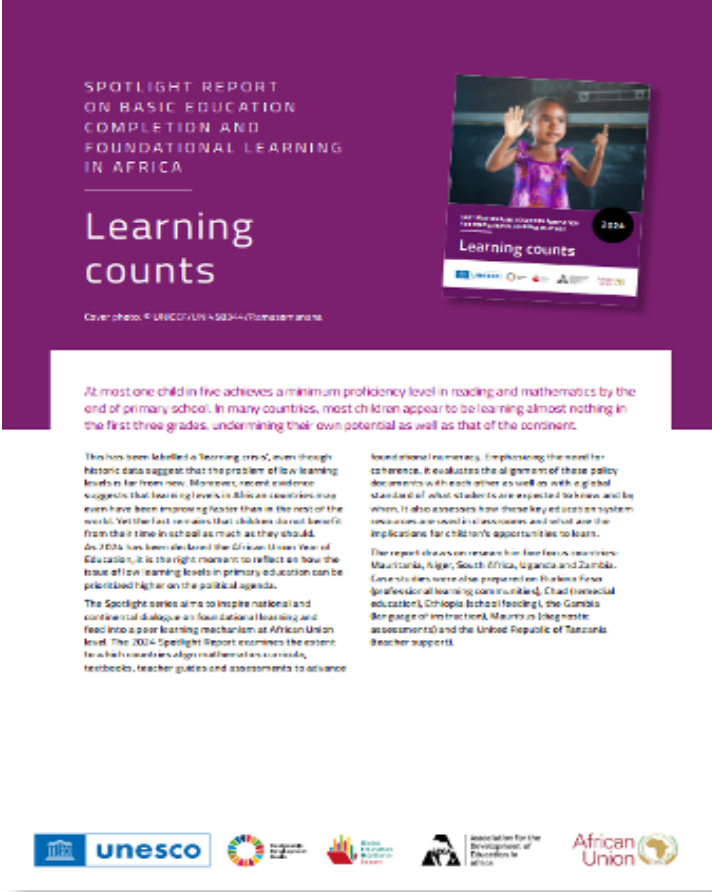 SPOTLIGHT REPORT
ON BASIC EDUCATION
COMPLETION AND
FOUNDATIONAL LEARNING
IN AFRICA
Learning
counts
Cover photo: © UNICEF/UNI458344/Ramasomanana
2024
Learning counts
unesco
At most one child in five achieves a minimum proficiency level in reading and mathematics by the
end of primary school. In many countries, most children appear to be learning almost nothing in
the first three grades, undermining their own potential as well as that of the continent.
This has been labelled a 'learning crisis', even though
historic data suggest that the problem of low learning
levels is far from new. Moreover, recent evidence
suggests that learning levels in African countries may
even have been improving faster than in the rest of the
world. Yet the fact remains that children do not benefit
from their time in school as much as they should.
As 2024 has been declared the African Union Year of
Education, it is the right moment to reflect on how the
issue of low learning levels in primary education can be
prioritized higher on the political agenda.
The Spotlight series aims to inspire national and
continental dialogue on foundational learning and
feed into a peer learning mechanism at African Union
level. The 2024 Spotlight Report examines the extent
to which countries align mathematics curricula,
textbooks, teacher guides and assessments to advance
foundational numeracy. Emphasizing the need for
coherence, it evaluates the alignment of these policy
documents with each other as well as with a global
standard of what students are expected to know and by
when. It also assesses how these key education system
resources are used in classrooms and what are the
implications for children's opportunities to learn.
The report draws on research in five focus countries:
Mauritania, Niger, South Africa, Uganda and Zambia.
Case studies were also prepared on Burkina Faso
(professional learning communities), Chad (remedial
education), Ethiopia (school feeding), the Gambia
(language of instruction), Mauritius (diagnostic
assessments) and the United Republic of Tanzania
(teacher support).
unesco
Association for the
Development of
Education in
Africa
African
Union